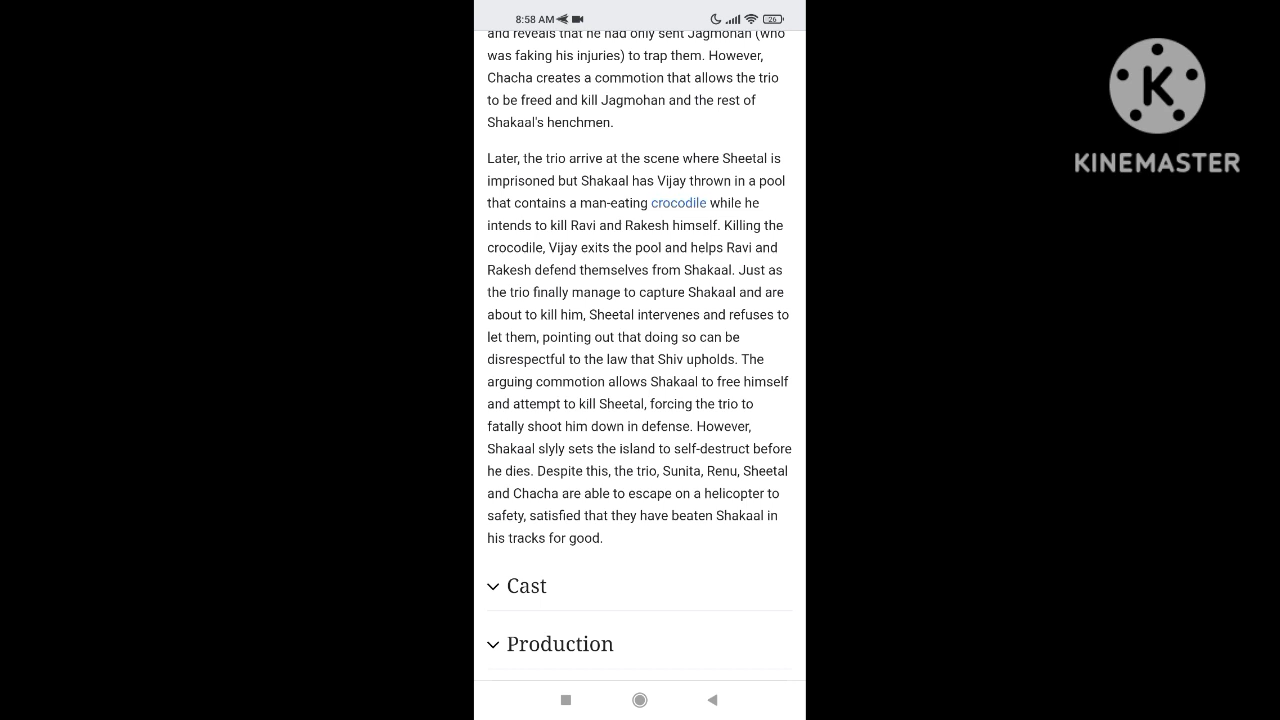 8:58 AM
26
and reveals that he had only sent Jagmohan (who
was faking his injuries) to trap them. However,
Chacha creates a commotion that allows the trio
to be freed and kill Jagmohan and the rest of
Shakaal's henchmen.
Later, the trio arrive at the scene where Sheetal is
imprisoned but Shakaal has Vijay thrown in a pool
that contains a man-eating crocodile while he
intends to kill Ravi and Rakesh himself. Killing the
crocodile, Vijay exits the pool and helps Ravi and
Rakesh defend themselves from Shakaal. Just as
the trio finally manage to capture Shakaal and are
about to kill him, Sheetal intervenes and refuses to
let them, pointing out that doing so can be
disrespectful to the law that Shiv upholds. The
arguing commotion allows Shakaal to free himself
and attempt to kill Sheetal, forcing the trio to
fatally shoot him down in defense. However,
Shakaal slyly sets the island to self-destruct before
he dies. Despite this, the trio, Sunita, Renu, Sheetal
and Chacha are able to escape on a helicopter to
safety, satisfied that they have beaten Shakaal in
his tracks for good.
Cast
Production
K
KINEMASTER